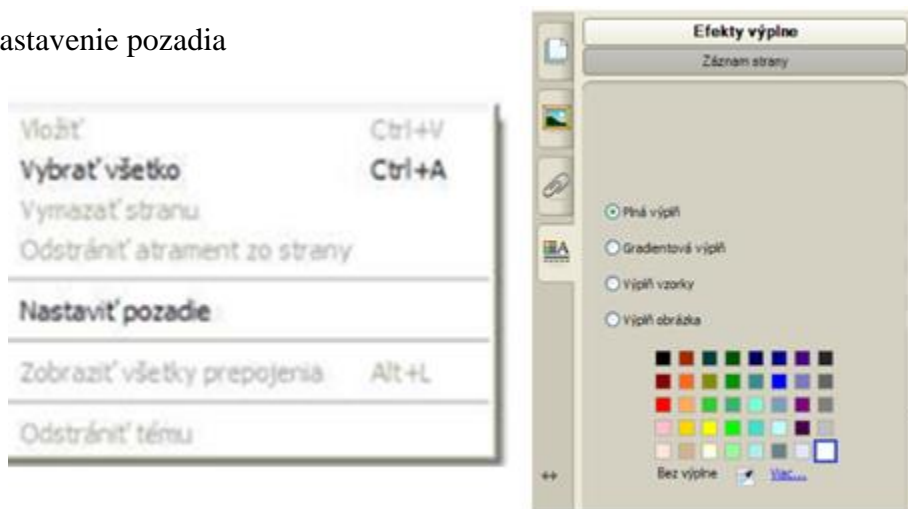 astavenie pozadia
Vložiť Ctrl+V
Vybrať všetko Ctrl+A
Vymazať stranu
Odstrániť atrament zo strany
Nastaviť pozadie
Zobraziť všetky prepojenia Alt+L
Odstrániť tému
Efekty výplne
Záznam strany
Plná výplň
Gradentová výplň
Výplň vzorky
Výplň obrázka
Bez výplne Viac...